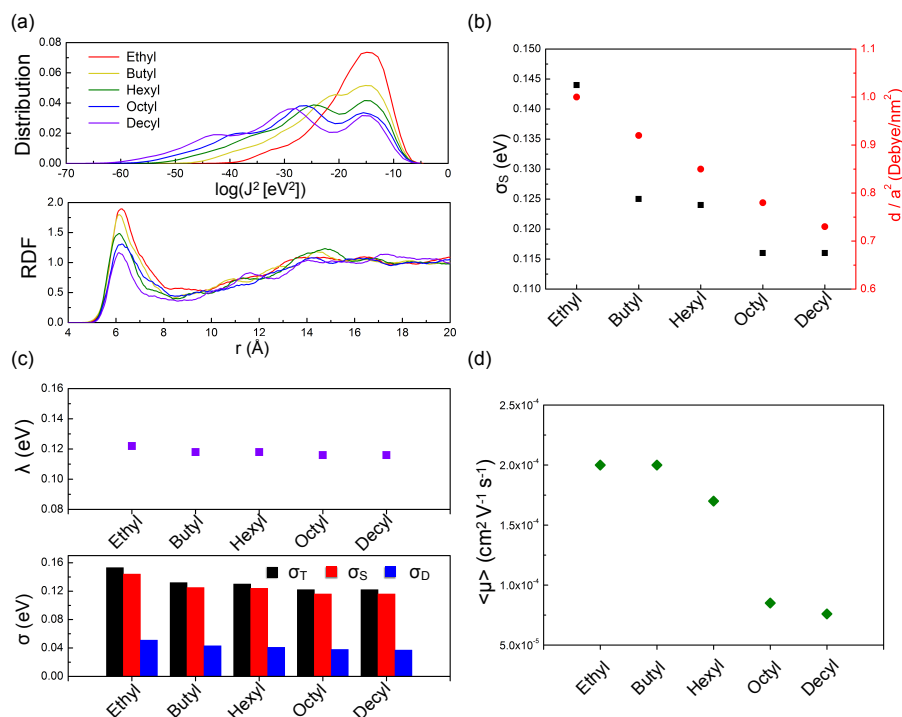 (a)
Distribution
0.08
0.06
0.04
0.02
0.00
Ethyl
Butyl
Hexyl
Octyl
Decyl
-70 -60 -50 -40 -30 -20 -10 0
log(J² [eV²])
RDF
2.0
1.5
1.0
0.5
0.0
4 6 8 10 12 14 16 18 20
r (Å)
(b)
σS (eV)
0.150
0.145
0.140
0.135
0.130
0.125
0.120
0.115
0.110
1.1
1.0
0.9
0.8
0.7
0.6
d / a² (Debye/nm²)
Ethyl Butyl Hexyl Octyl Decyl
(c)
λ (eV)
0.16
0.14
0.12
0.10
0.08
Ethyl Butyl Hexyl Octyl Decyl
σ (eV)
0.16
0.12
0.08
0.04
0.00
σT σS σD
Ethyl Butyl Hexyl Octyl Decyl
(d)
<μ> (cm² V⁻¹ s⁻¹)
2.5x10⁻⁴
2.0x10⁻⁴
1.5x10⁻⁴
1.0x10⁻⁴
5.0x10⁻⁵
Ethyl Butyl Hexyl Octyl Decyl